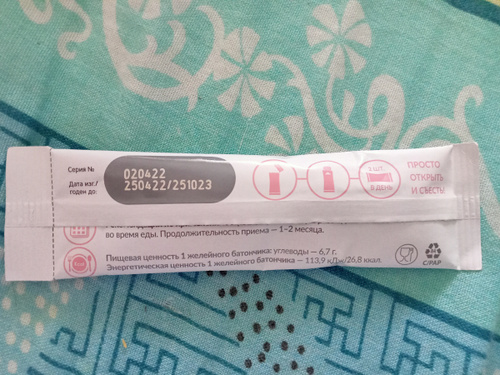 Серия №
020422
Дата изг./
годен до:
250422/251023
1 шт.
В ДЕНЬ
ПРОСТО
ОТКРЫТЬ
И СЪЕСТЬ!
во время еды. Продолжительность приема — 1–2 месяца.
Пищевая ценность 1 желейного батончика: углеводы — 6,7 г.
Энергетическая ценность 1 желейного батончика — 113,9 кДж/26,8 ккал.
C/PAP